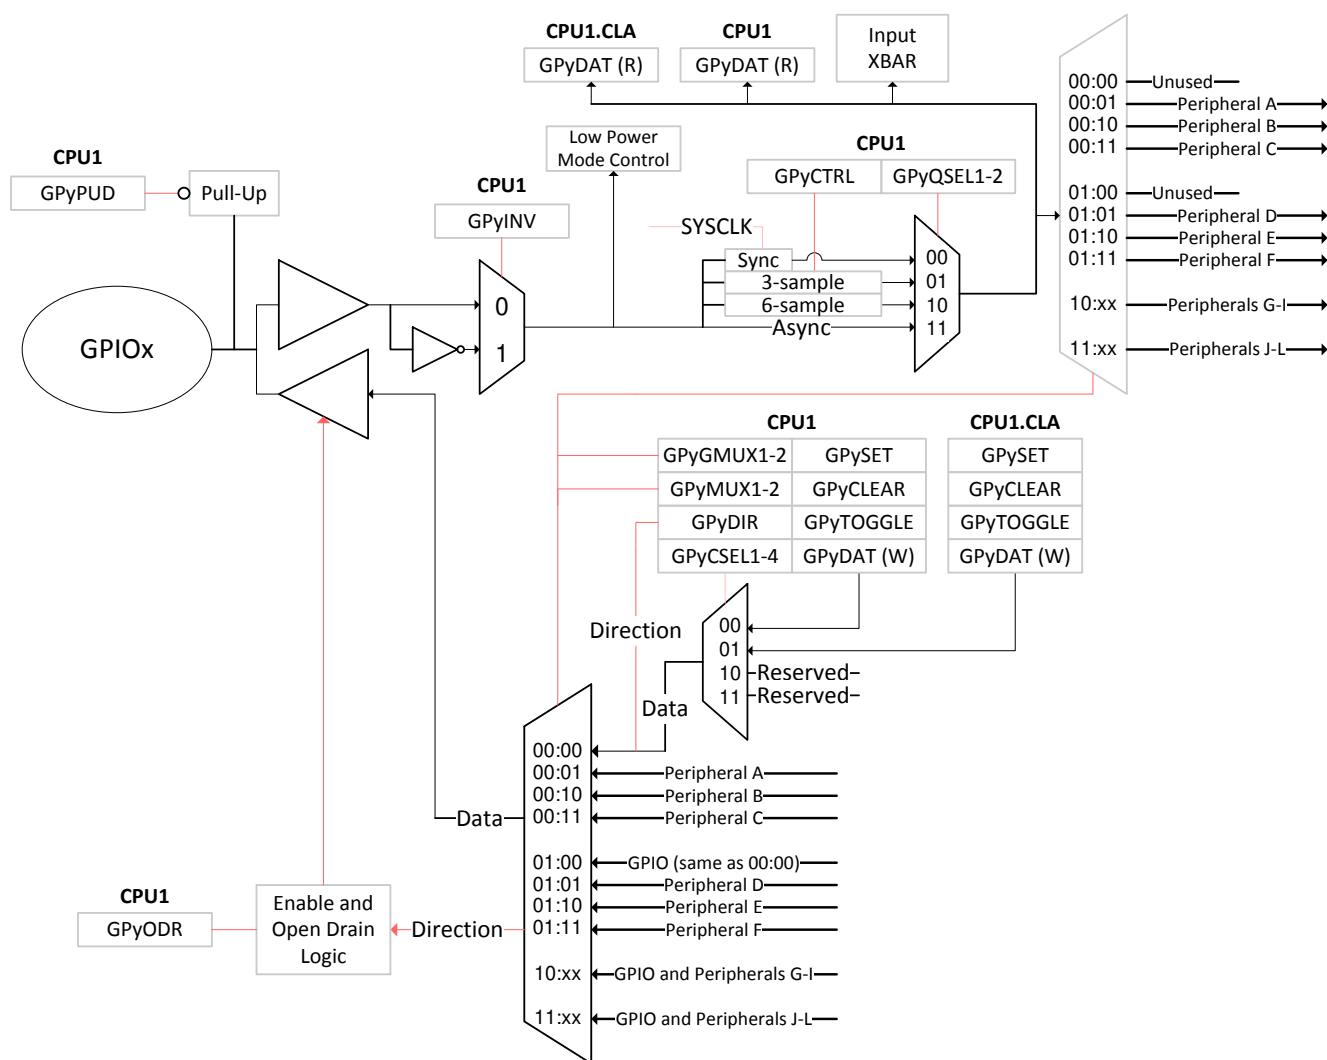 CPU1.CLA
GPyDAT (R)
CPU1
GPyDAT (R)
Input
XBAR
00:00 Unused
00:01 Peripheral A
00:10 Peripheral B
00:11 Peripheral C
01:00 Unused
01:01 Peripheral D
01:10 Peripheral E
01:11 Peripheral F
10:xx Peripherals G-I
11:xx Peripherals J-L
Low Power
Mode Control
CPU1
GPyPUD
Pull-Up
CPU1
GPyINV
CPU1
GPyCTRL
GPyQSEL1-2
SYSCLK
Sync
3-sample
6-sample
Async
00
01
10
11
0
1
GPIOx
CPU1
GPyGMUX1-2 GPySET
GPyMUX1-2 GPyCLEAR
GPyDIR GPyTOGGLE
GPyCSEL1-4 GPyDAT (W)
CPU1.CLA
GPySET
GPyCLEAR
GPyTOGGLE
GPyDAT (W)
00
01
10 Reserved
11 Reserved
Direction
Data
00:00
00:01 Peripheral A
00:10 Peripheral B
00:11 Peripheral C
01:00 GPIO (same as 00:00)
01:01 Peripheral D
01:10 Peripheral E
01:11 Peripheral F
10:xx GPIO and Peripherals G-I
11:xx GPIO and Peripherals J-L
Data
Direction
CPU1
GPyODR
Enable and
Open Drain
Logic